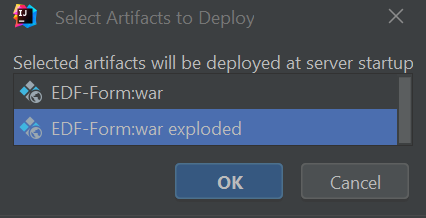 IJ
Select Artifacts to Deploy
Selected artifacts will be deployed at server startup
EDF-Form:war
EDF-Form:war exploded
OK
Cancel